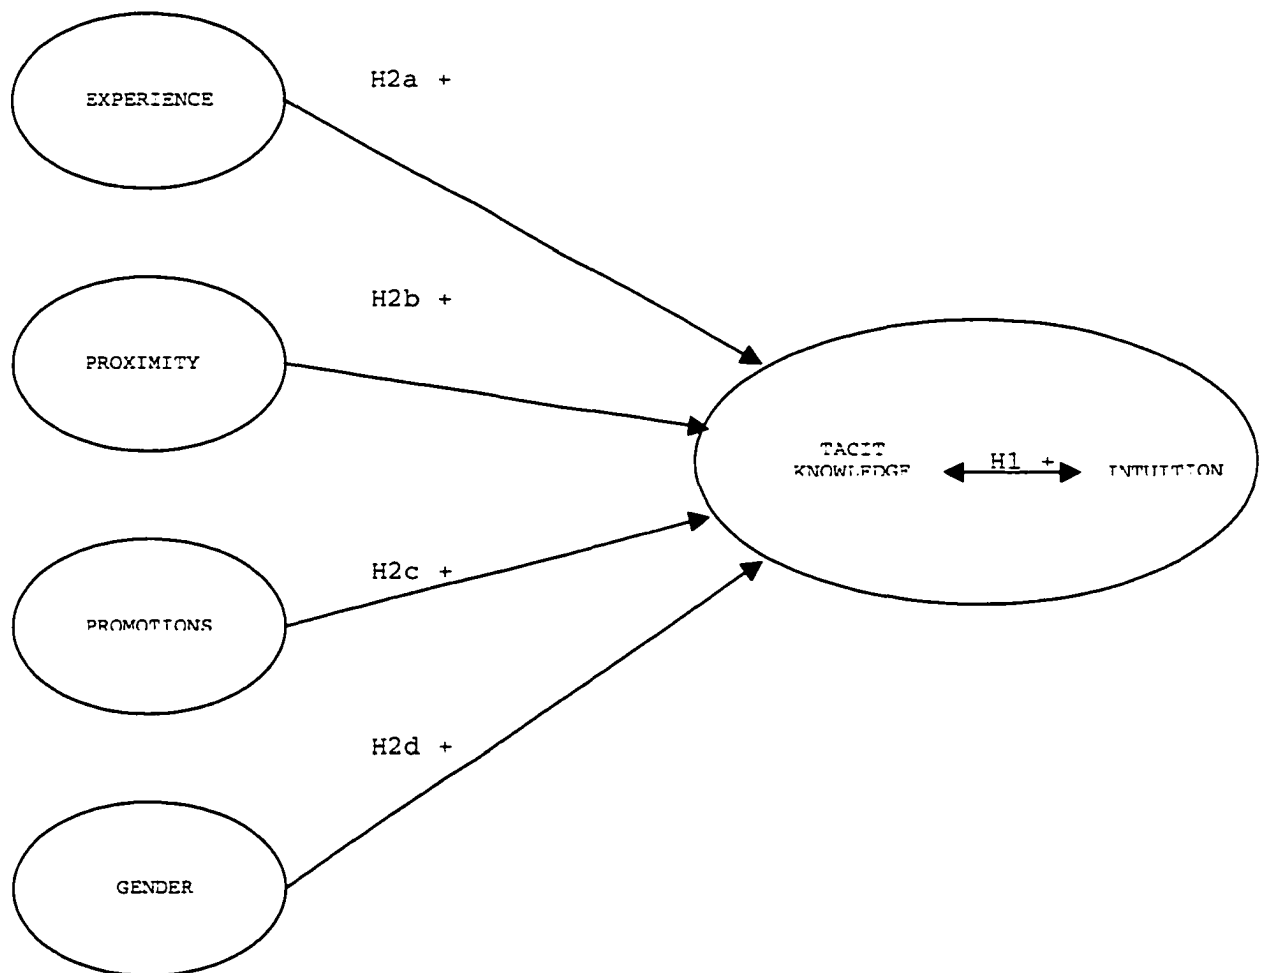 H2a +
EXPERIENCE
H2b +
PROXIMITY
TACIT
KNOWLEDGE
H1 +
INTUITION
H2c +
PROMOTIONS
H2d +
GENDER